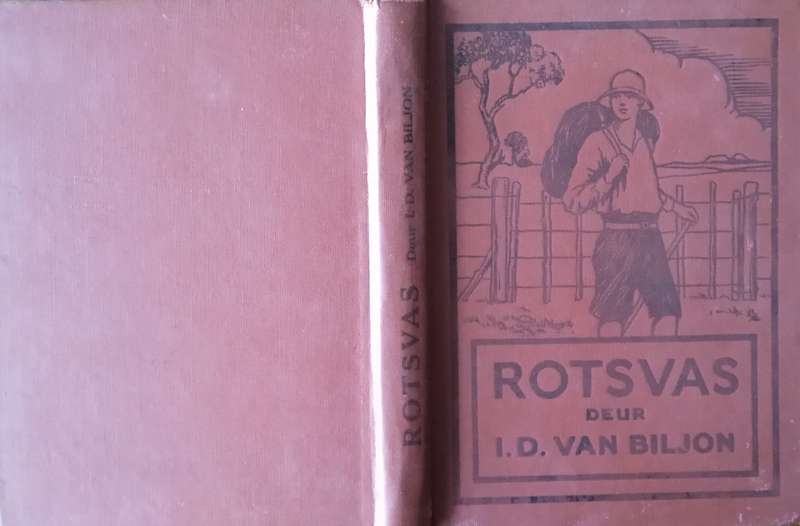 ROTSVAS Deur I. D. VAN BILJON
ROTSVAS
DEUR
I. D. VAN BILJON